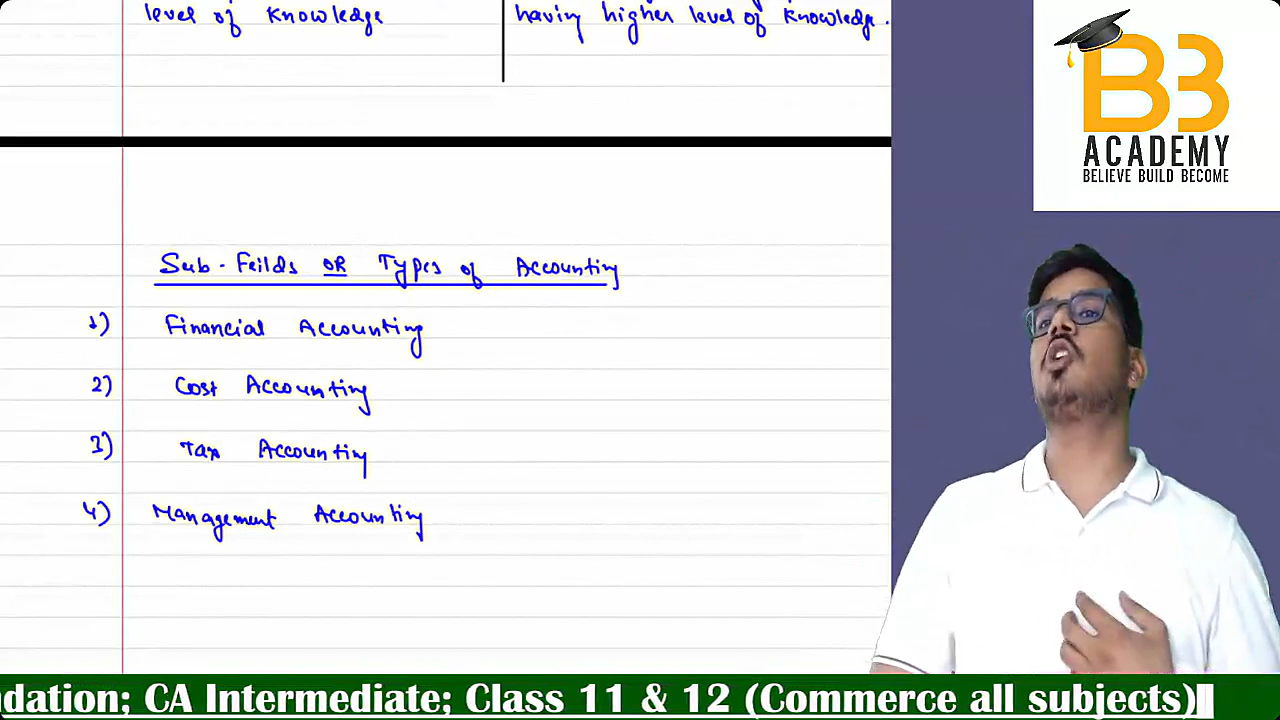 level of knowledge
having higher level of knowledge.
B3
ACADEMY
BELIEVE BUILD BECOME
Sub-Feilds OR Types of Accounting
1) Financial Accounting
2) Cost Accounting
3) Tax Accounting
4) Management Accounting
ndation; CA Intermediate; Class 11 & 12 (Commerce all subjects)